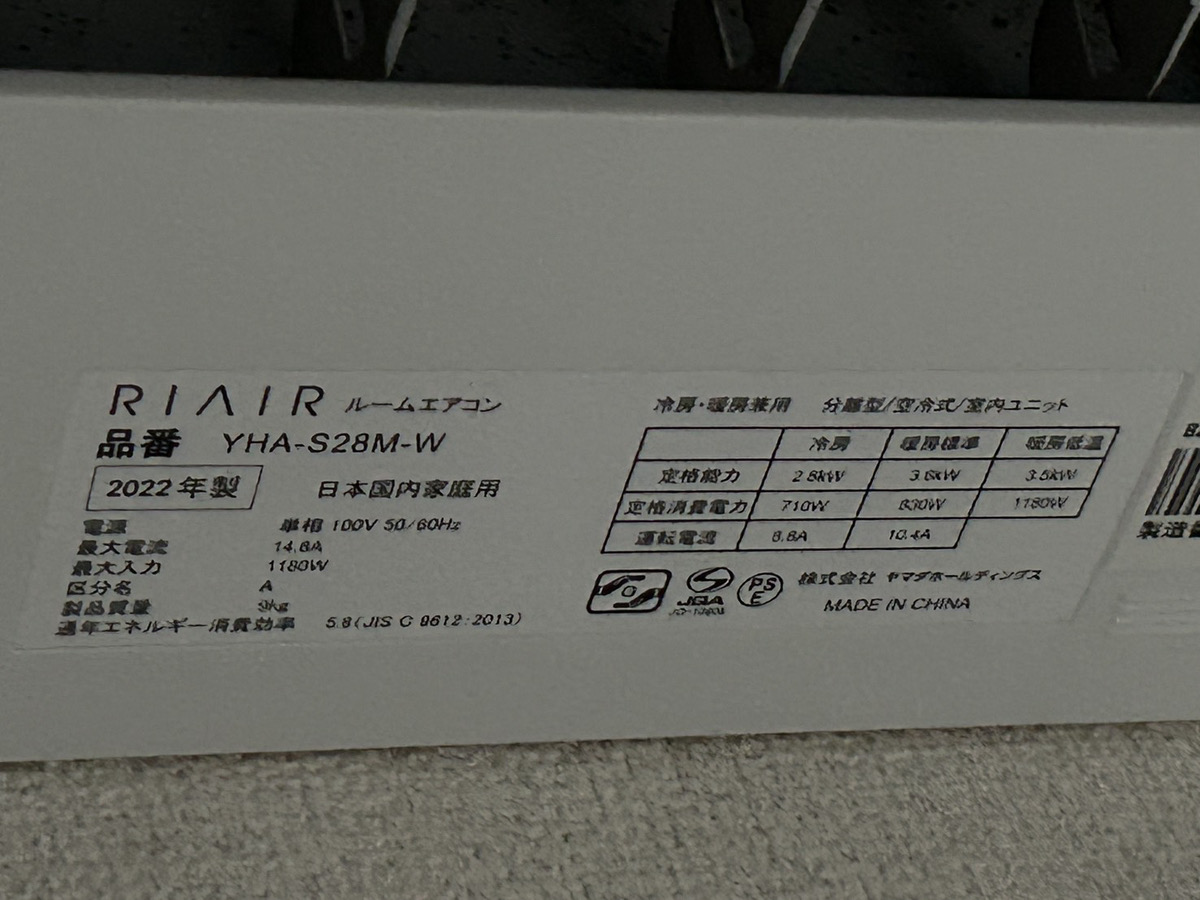 RIAIR ルームエアコン
品番 YHA-S28M-W
2022年製 日本国内家庭用
電源 単相 100V 50/60Hz
最大電流 14.8A
最大入力 1180W
区分名 A
製品質量 9kg
通年エネルギー消費効率 5.8(JIS C 9612:2013)
冷房・暖房兼用 分離型/空冷式/室内ユニット
冷房 暖房標準 暖房低温
定格能力 2.8kW 3.6kW 3.5kW
定格消費電力 710W 830W 1180W
運転電流 8.8A 10.4A
JQA
PS
E
株式会社 ヤマダホールディングス
MADE IN CHINA